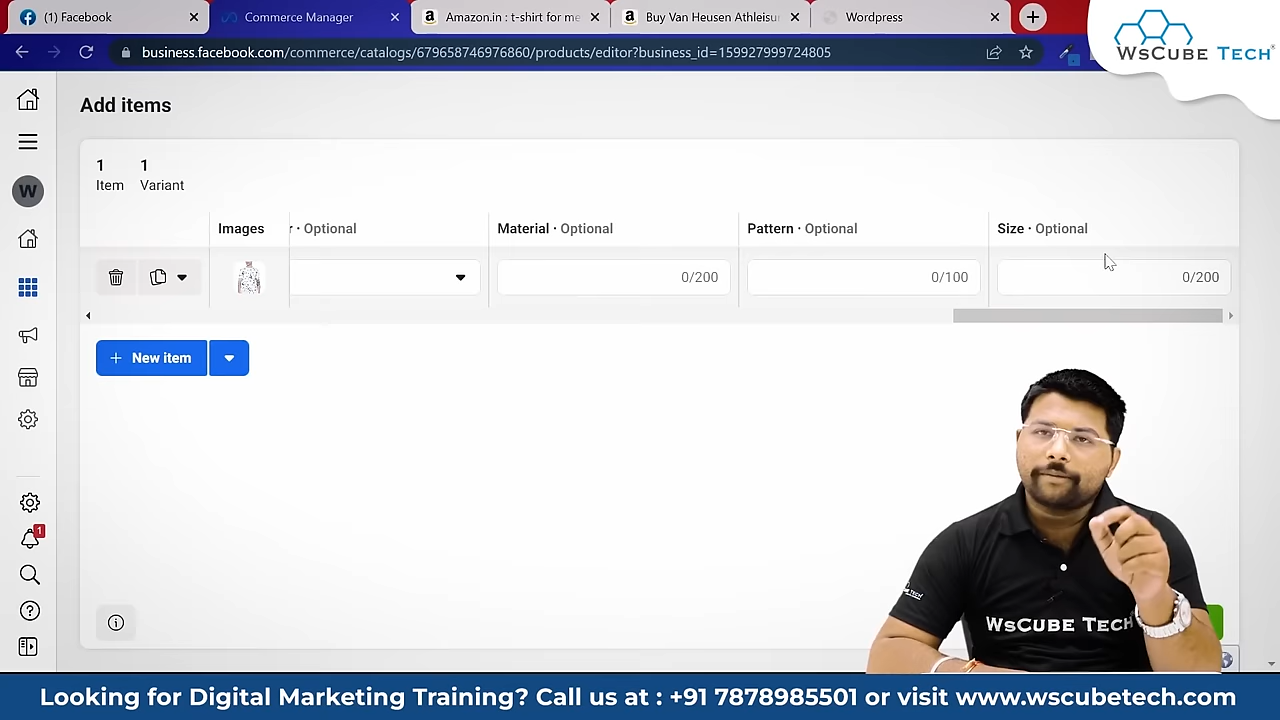 (1) Facebook
Commerce Manager
Amazon.in : t-shirt for me
Buy Van Heusen Athleisu
Wordpress
business.facebook.com/commerce/catalogs/679658746976860/products/editor?business_id=159927999724805
WsCube Tech
Add items
1 1
Item Variant
W
Images
r · Optional
Material · Optional
Pattern · Optional
Size · Optional
0/200
0/100
0/200
+ New item
1
WsCube Tech
Looking for Digital Marketing Training? Call us at : +91 7878985501 or visit www.wscubetech.com